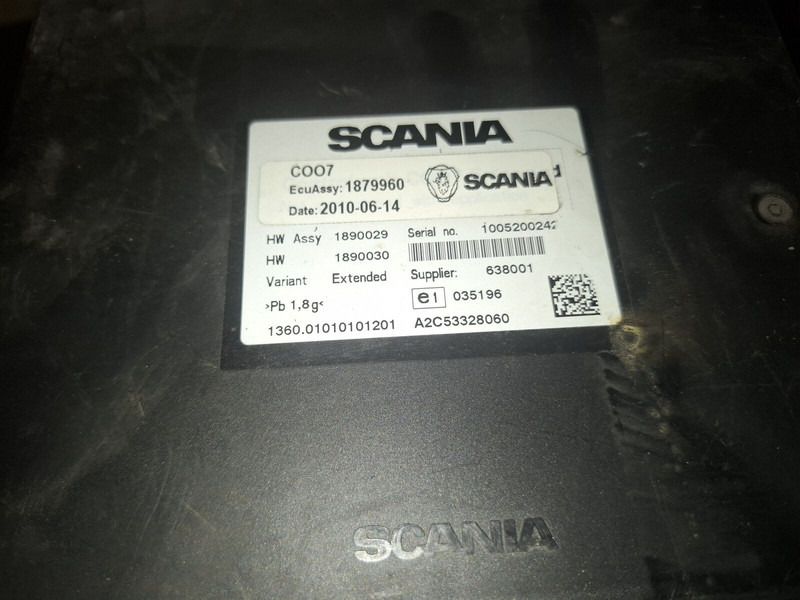 SCANIA
COO7
EcuAssy: 1879960
SCANIA
Date: 2010-06-14
HW Assy 1890029 Serial no. 1005200242
HW 1890030
Variant Extended Supplier: 638001
>Pb 1,8g< e1 035196
1360.01010101201 A2C53328060
SCANIA